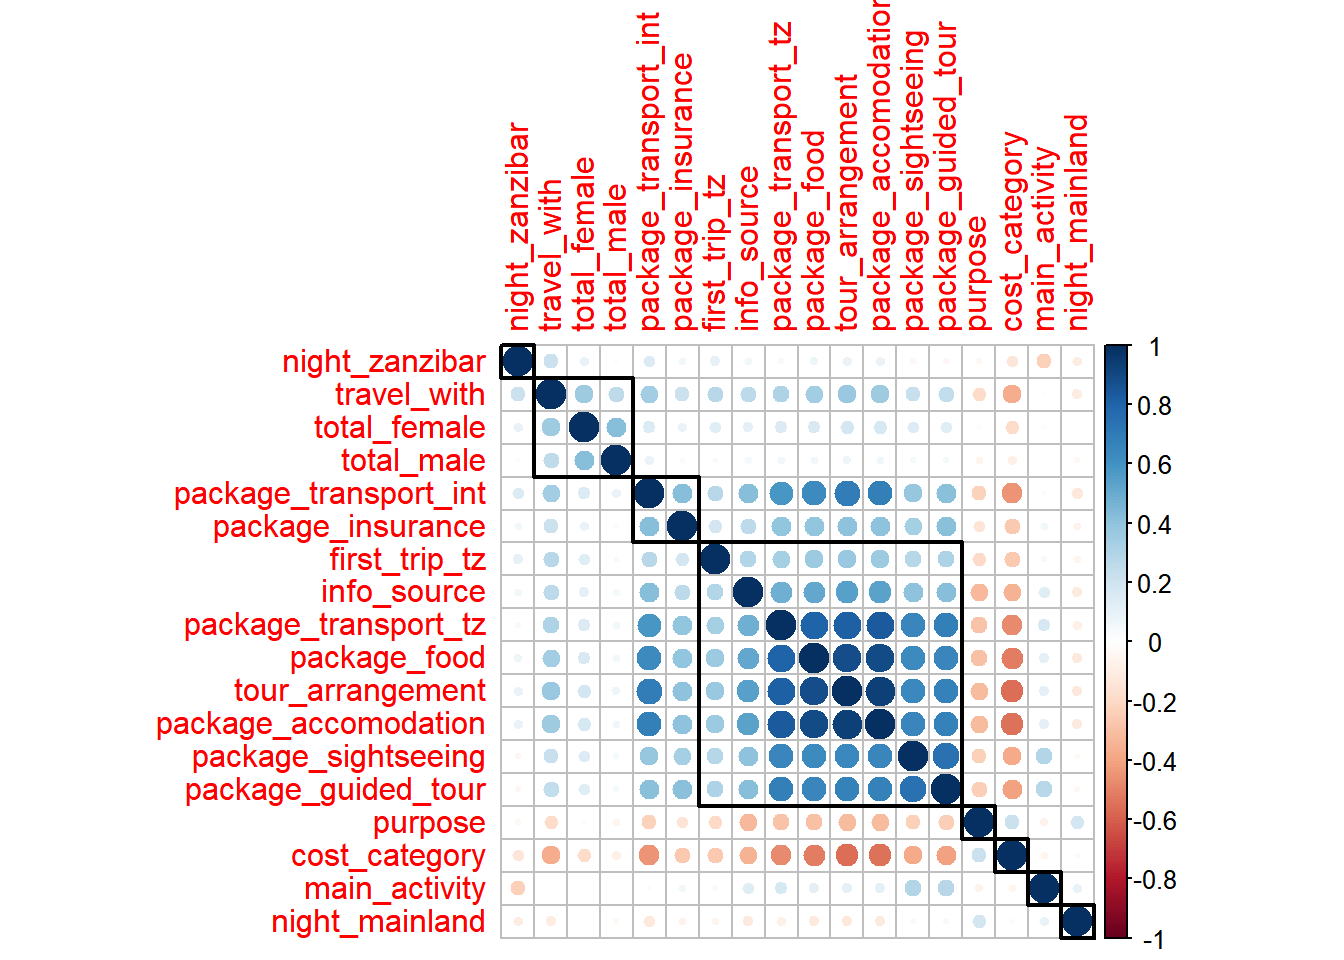 night_zanzibar
travel_with
total_female
total_male
package_transport_int
package_insurance
first_trip_tz
info_source
package_transport_tz
package_food
tour_arrangement
package_accomodation
package_sightseeing
package_guided_tour
purpose
cost_category
main_activity
night_mainland
night_zanzibar
travel_with
total_female
total_male
package_transport_int
package_insurance
first_trip_tz
info_source
package_transport_tz
package_food
tour_arrangement
package_accomodation
package_sightseeing
package_guided_tour
purpose
cost_category
main_activity
night_mainland
1
0.8
0.6
0.4
0.2
0
-0.2
-0.4
-0.6
-0.8
-1